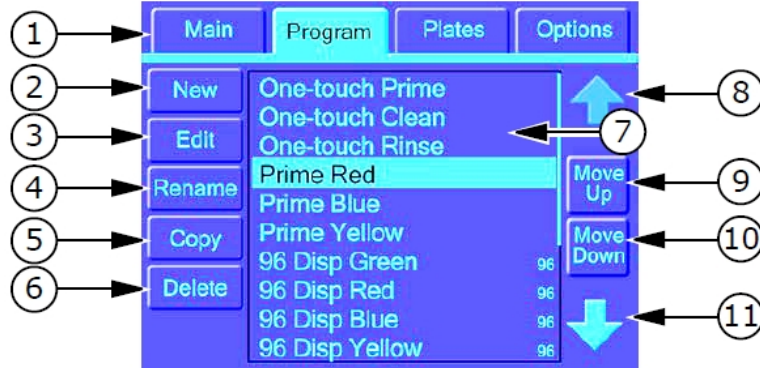 1 Main Program Plates Options
2 New One-touch Prime 8
One-touch Clean 7
3 Edit One-touch Rinse
4 Rename Prime Red Move Up 9
Prime Blue
5 Copy Prime Yellow Move Down 10
96 Disp Green 96
6 Delete 96 Disp Red 96
96 Disp Blue 96 11
96 Disp Yellow 96